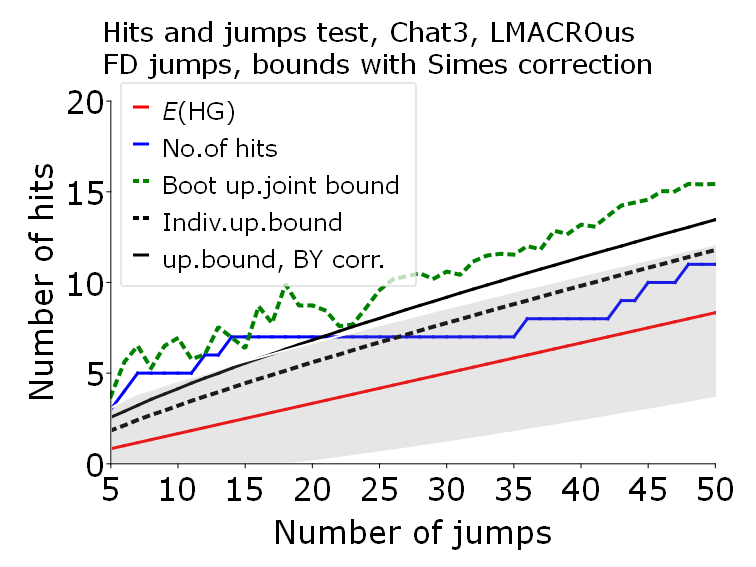 Hits and jumps test, Chat3, LMACROus
FD jumps, bounds with Simes correction
E(HG)
No.of hits
Boot up.joint bound
Indiv.up.bound
up.bound, BY corr.
Number of hits
20
15
10
5
0
5 10 15 20 25 30 35 40 45 50
Number of jumps